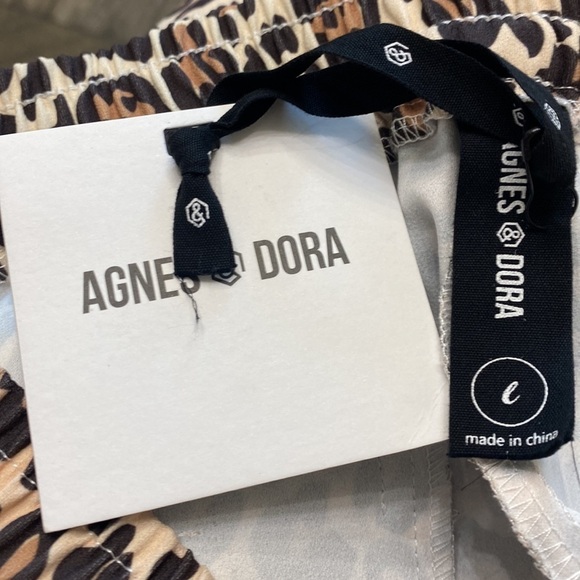 AGNES & DORA
AGNES & DORA
l
made in china